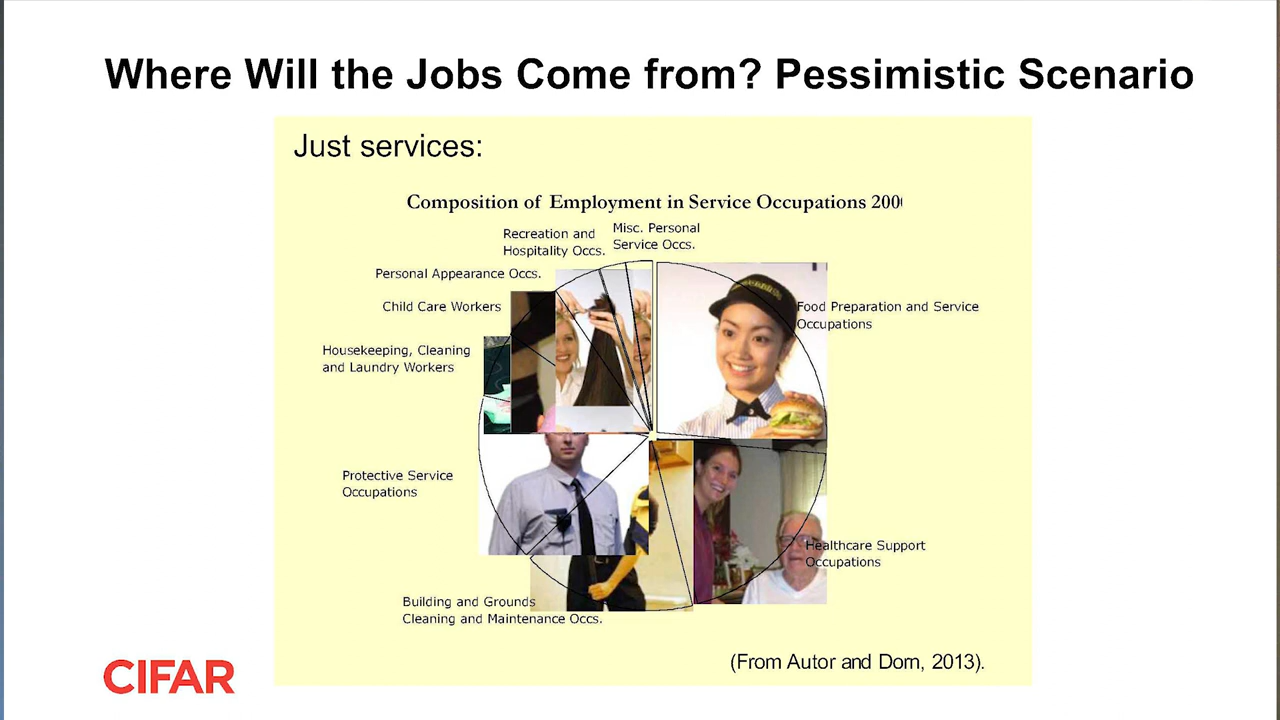 Where Will the Jobs Come from? Pessimistic Scenario
Just services:
Composition of Employment in Service Occupations 200
Recreation and
Hospitality Occs.
Misc. Personal
Service Occs.
Personal Appearance Occs.
Child Care Workers
Food Preparation and Service
Occupations
Housekeeping, Cleaning
and Laundry Workers
Protective Service
Occupations
Healthcare Support
Occupations
Building and Grounds
Cleaning and Maintenance Occs.
(From Autor and Dorn, 2013).
CIFAR